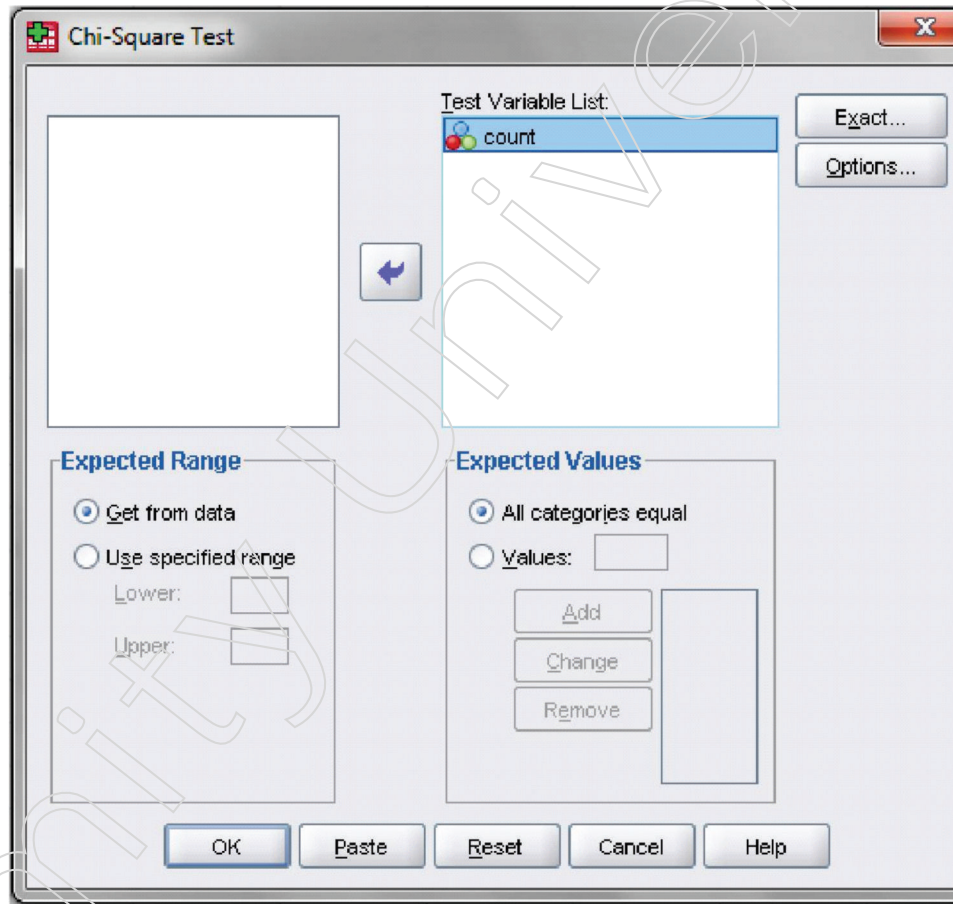 Chi-Square Test
x
Test Variable List:
count
Exact...
Options...
Expected Range
Get from data
Use specified range
Lower:
Upper:
Expected Values
All categories equal
Values:
Add
Change
Remove
OK
Paste
Reset
Cancel
Help